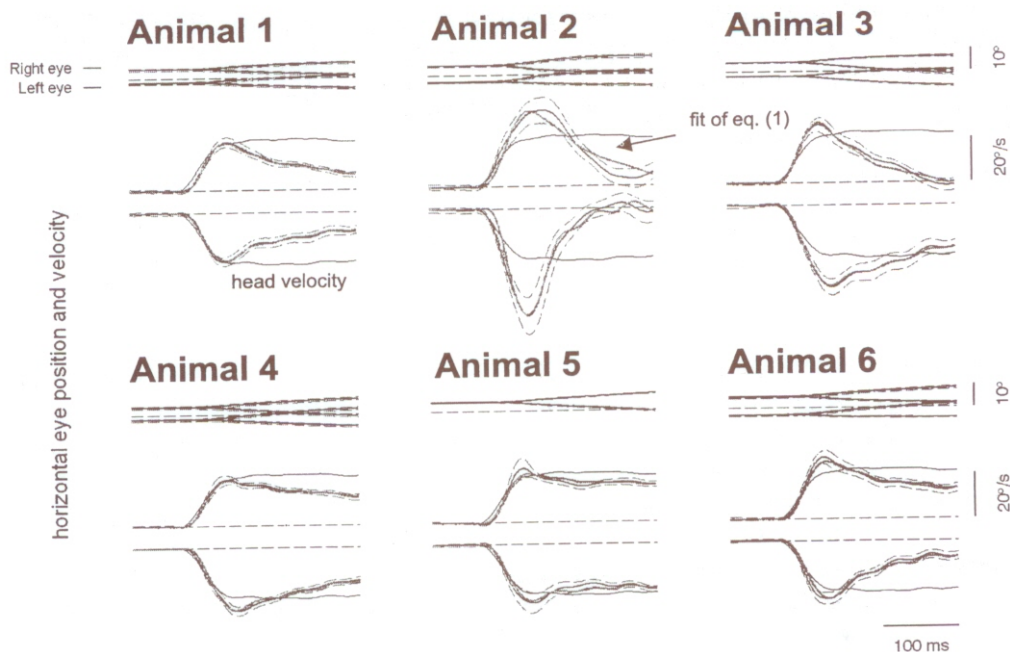 Animal 1
Animal 2
Animal 3
Right eye
Left eye
10°
fit of eq. (1)
20°/s
head velocity
horizontal eye position and velocity
Animal 4
Animal 5
Animal 6
10°
20°/s
100 ms